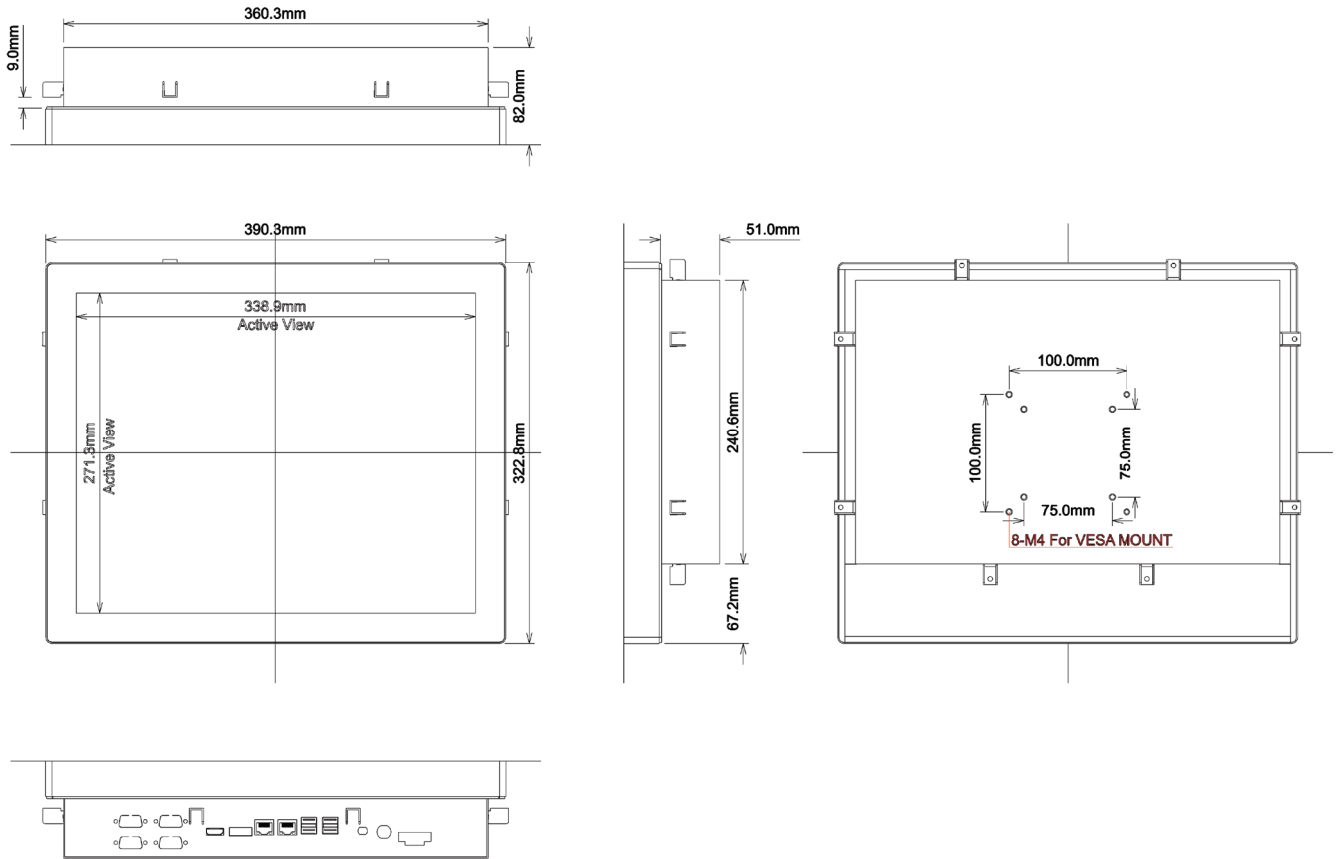 360.3mm
9.0mm
82.0mm
390.3mm
51.0mm
338.9mm
Active View
271.3mm
Active View
322.8mm
240.6mm
67.2mm
100.0mm
100.0mm
75.0mm
75.0mm
8-M4 For VESA MOUNT